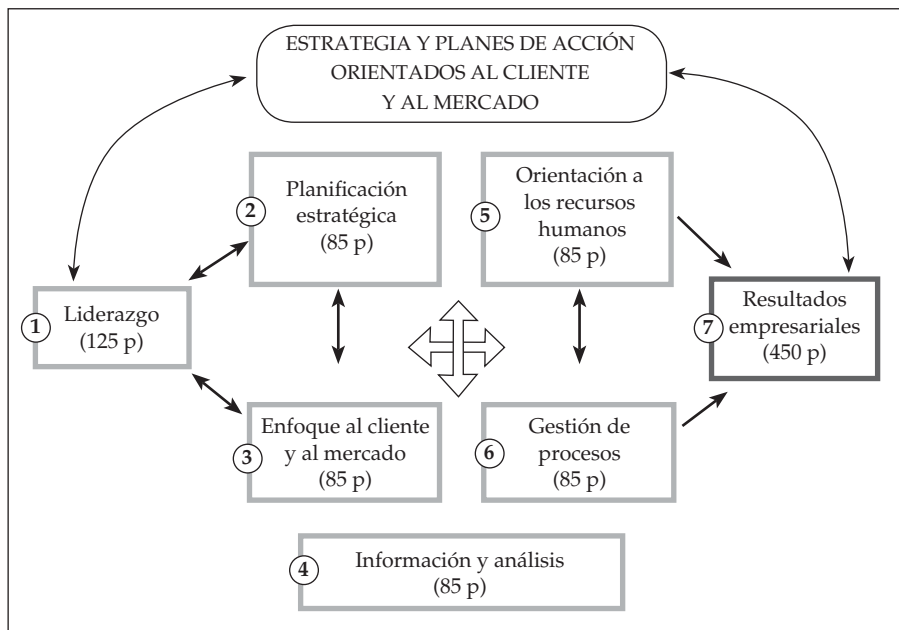 ESTRATEGIA Y PLANES DE ACCIÓN
ORIENTADOS AL CLIENTE
Y AL MERCADO
1
Liderazgo
(125 p)
2
Planificación
estratégica
(85 p)
3
Enfoque al cliente
y al mercado
(85 p)
5
Orientación a
los recursos
humanos
(85 p)
6
Gestión de
procesos
(85 p)
7
Resultados
empresariales
(450 p)
4
Información y análisis
(85 p)